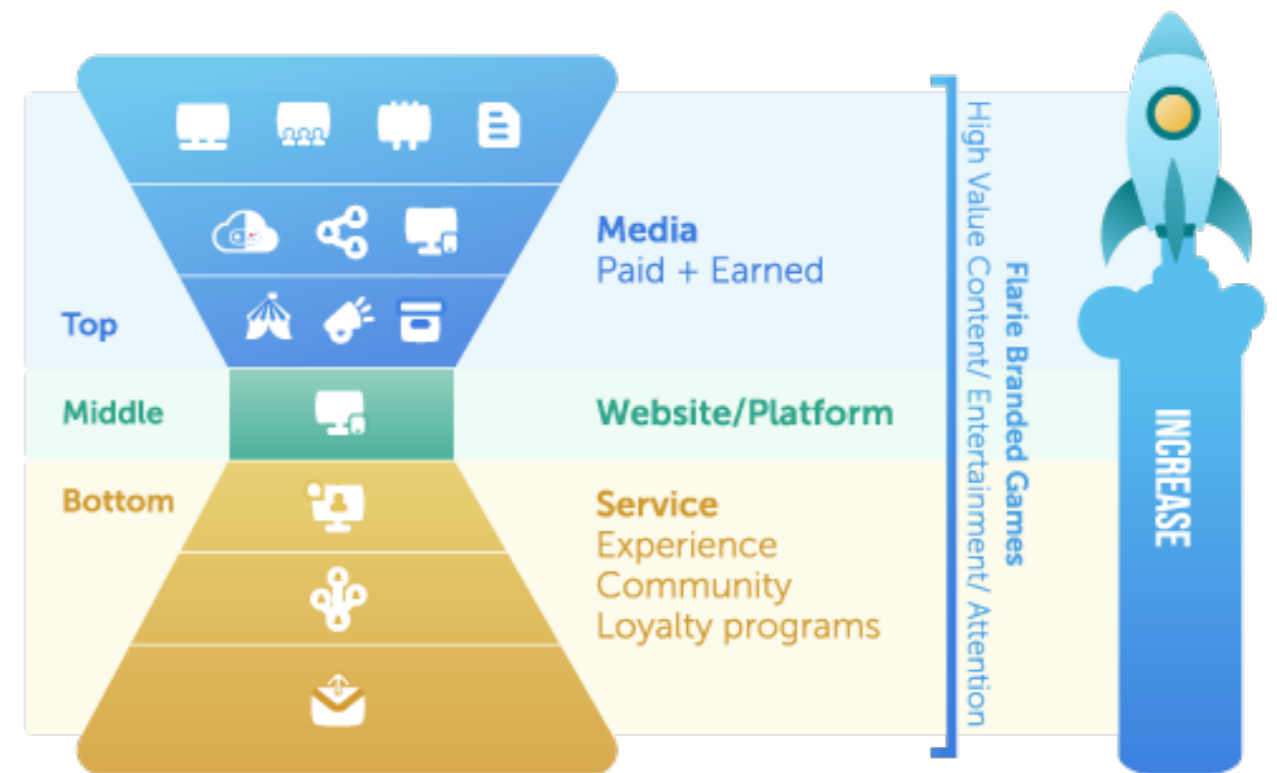 Top
Media
Paid + Earned
Middle
Website/Platform
Bottom
Service
Experience
Community
Loyalty programs
Flarie Branded Games
High Value Content/ Entertainment/ Attention
INCREASE